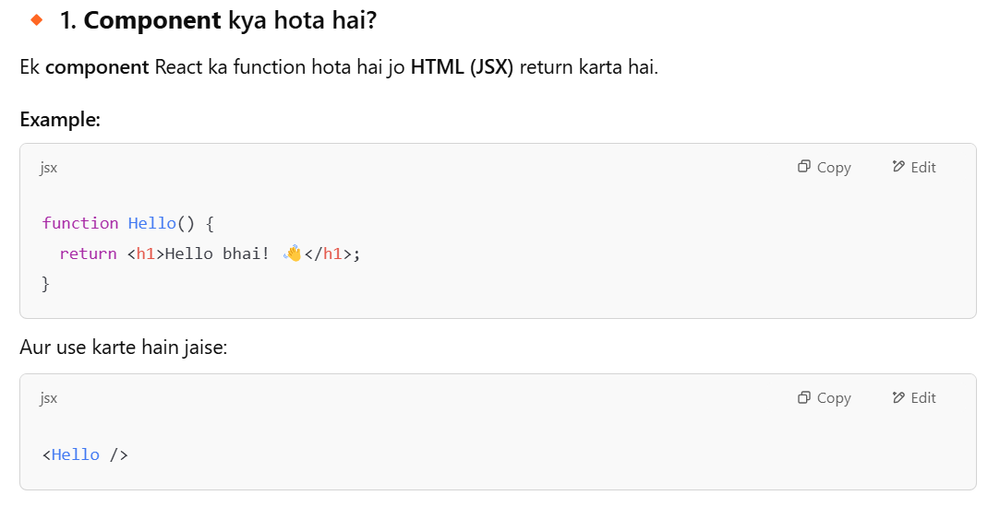 🔸 1. Component kya hota hai?
Ek component React ka function hota hai jo HTML (JSX) return karta hai.
Example:
jsx Copy Edit
function Hello() {
  return <h1>Hello bhai! 👋</h1>;
}
Aur use karte hain jaise:
jsx Copy Edit
<Hello />